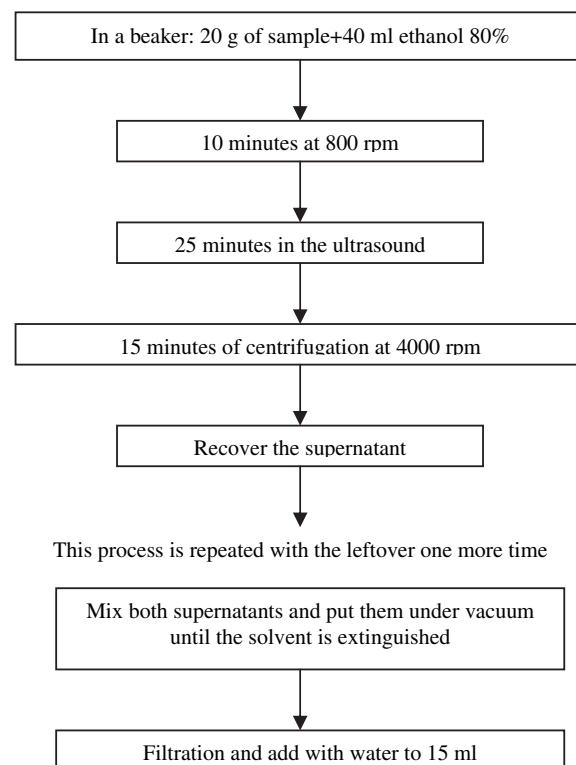 In a beaker: 20 g of sample+40 ml ethanol 80%
10 minutes at 800 rpm
25 minutes in the ultrasound
15 minutes of centrifugation at 4000 rpm
Recover the supernatant
This process is repeated with the leftover one more time
Mix both supernatants and put them under vacuum
until the solvent is extinguished
Filtration and add with water to 15 ml